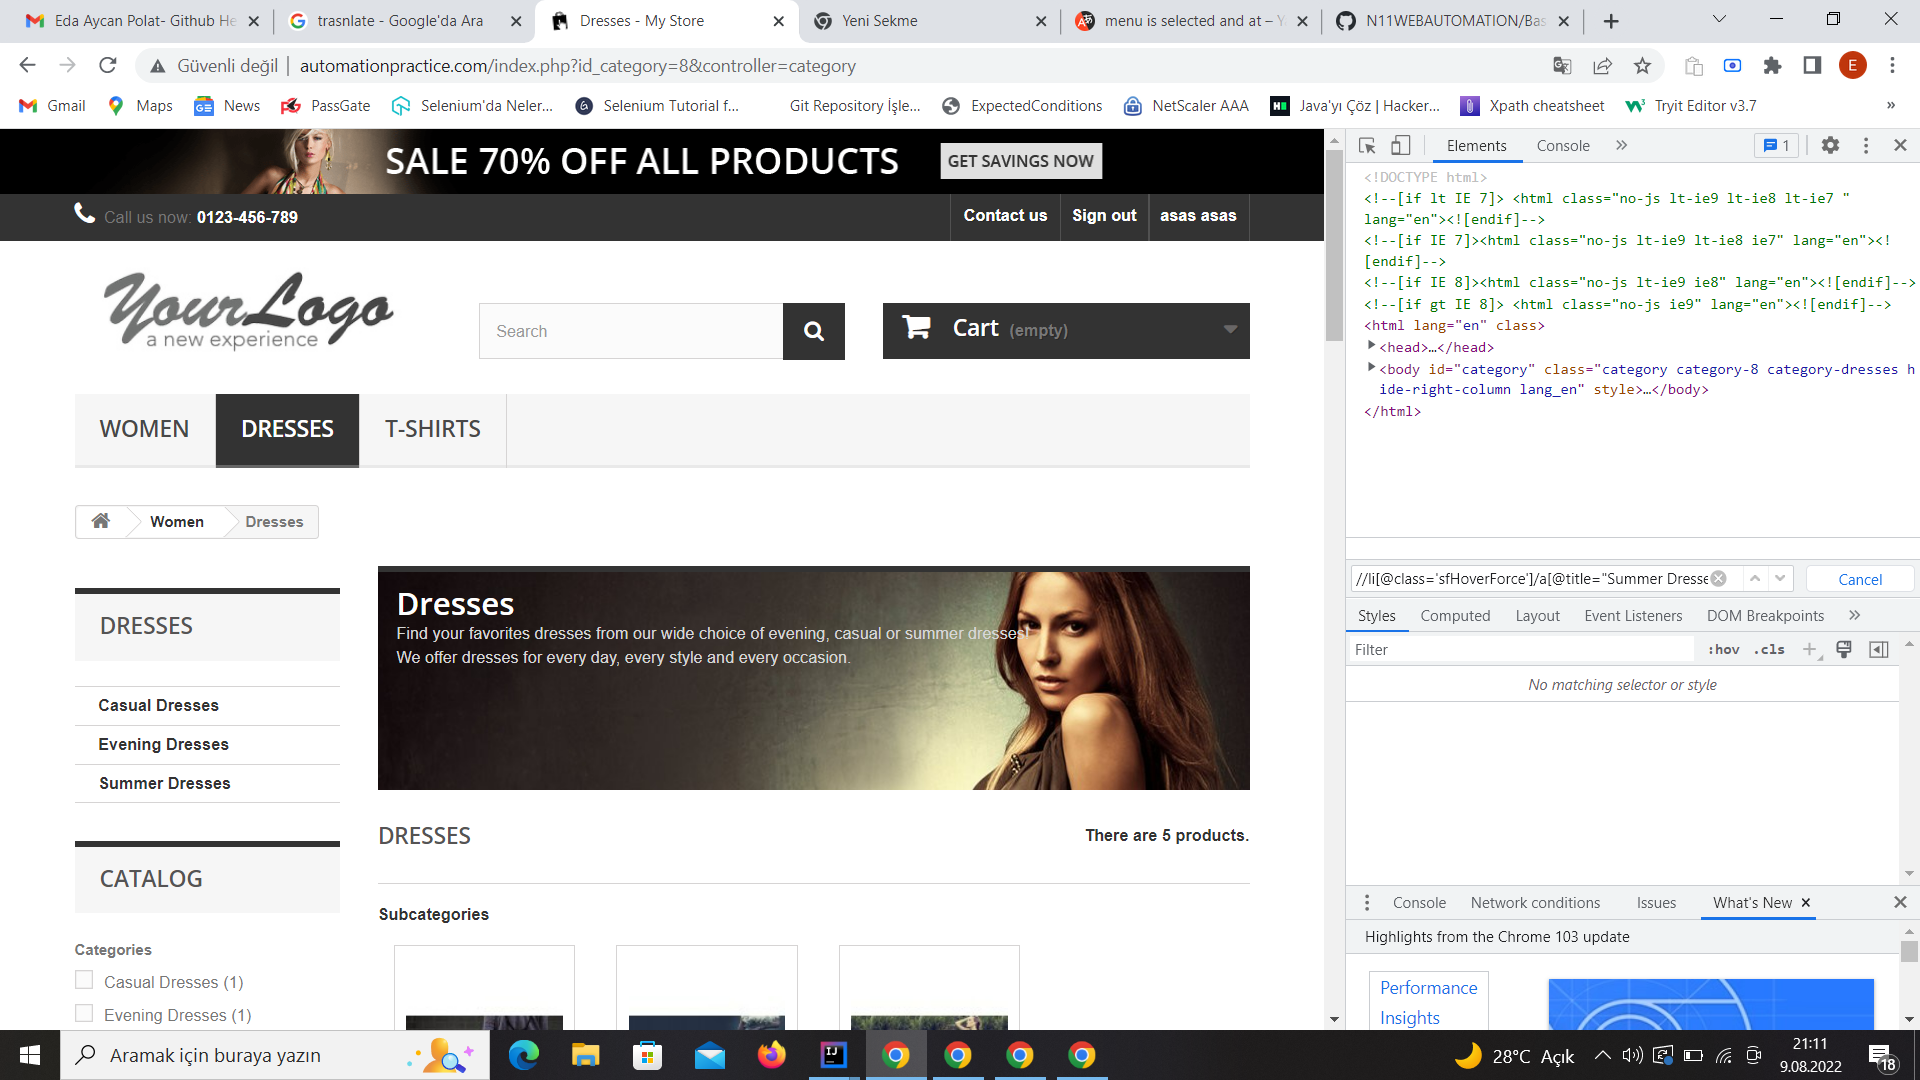 Eda Aycan Polat- Github He
trasnlate - Google'da Ara
Dresses - My Store
Yeni Sekme
menu is selected and at – Y
N11WEBAUTOMATION/Bas
Güvenli değil
automationpractice.com/index.php?id_category=8&controller=category
E
Gmail
Maps
News
PassGate
Selenium'da Neler...
Selenium Tutorial f...
Git Repository İşle...
ExpectedConditions
NetScaler AAA
Java'yı Çöz | Hacker...
Xpath cheatsheet
Tryit Editor v3.7
»
SALE 70% OFF ALL PRODUCTS
GET SAVINGS NOW
Call us now: 0123-456-789
Contact us
Sign out
asas asas
YourLogo
a new experience
Search
Cart (empty)
WOMEN
DRESSES
T-SHIRTS
Women
Dresses
DRESSES
Casual Dresses
Evening Dresses
Summer Dresses
CATALOG
Categories
Casual Dresses (1)
Evening Dresses (1)
Dresses
Find your favorites dresses from our wide choice of evening, casual or summer dresses!
We offer dresses for every day, every style and every occasion.
DRESSES
There are 5 products.
Subcategories
Elements
Console
»
1
<!DOCTYPE html>
<!--[if lt IE 7]> <html class="no-js lt-ie9 lt-ie8 lt-ie7 "
lang="en"><![endif]-->
<!--[if IE 7]><html class="no-js lt-ie9 lt-ie8 ie7" lang="en"><!
[endif]-->
<!--[if IE 8]><html class="no-js lt-ie9 ie8" lang="en"><![endif]-->
<!--[if gt IE 8]> <html class="no-js ie9" lang="en"><![endif]-->
<html lang="en" class>
<head>…</head>
<body id="category" class="category category-8 category-dresses h
ide-right-column lang_en" style>…</body>
</html>
//li[@class='sfHoverForce']/a[@title="Summer Dresse
Cancel
Styles
Computed
Layout
Event Listeners
DOM Breakpoints
»
Filter
:hov
.cls
No matching selector or style
Console
Network conditions
Issues
What's New
Highlights from the Chrome 103 update
Performance
Insights
Aramak için buraya yazın
28°C Açık
21:11
9.08.2022
18